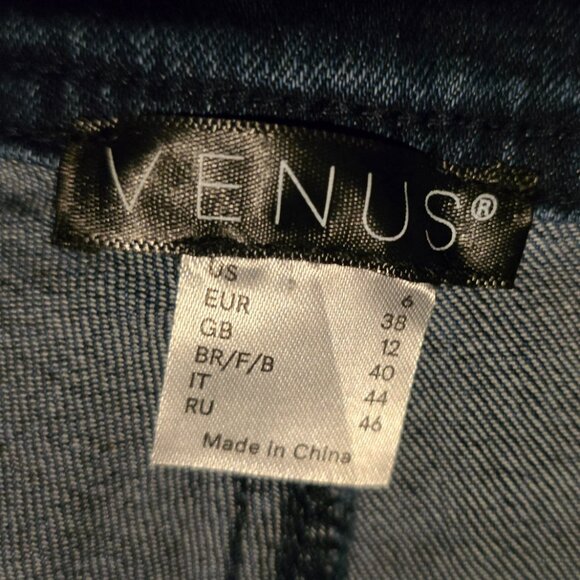 VENUS®
US 6
EUR 38
GB 12
BR/F/B 40
IT 44
RU 46
Made in China